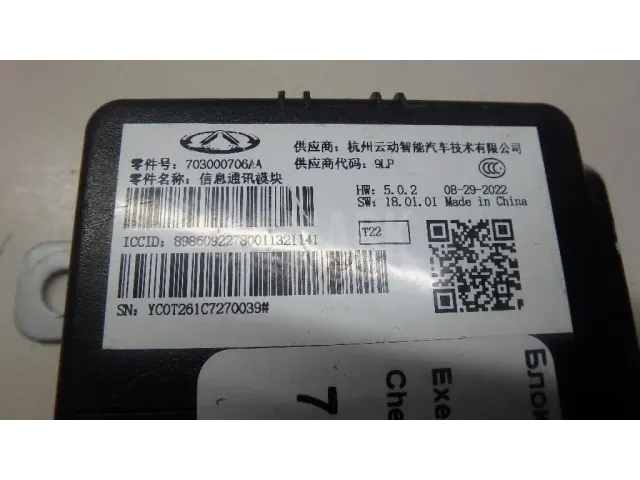 零件号: 703000706AA
供应商: 杭州云动智能汽车技术有限公司
供应商代码: 9LP
零件名称: 信息通讯模块
CCC
HW: 5.0.2 08-29-2022
SW: 18.01.01 Made in China
ICCID: 89860922780011321141
T22
SN: YC0T261C7270039#
Блок
Exe
Che
7